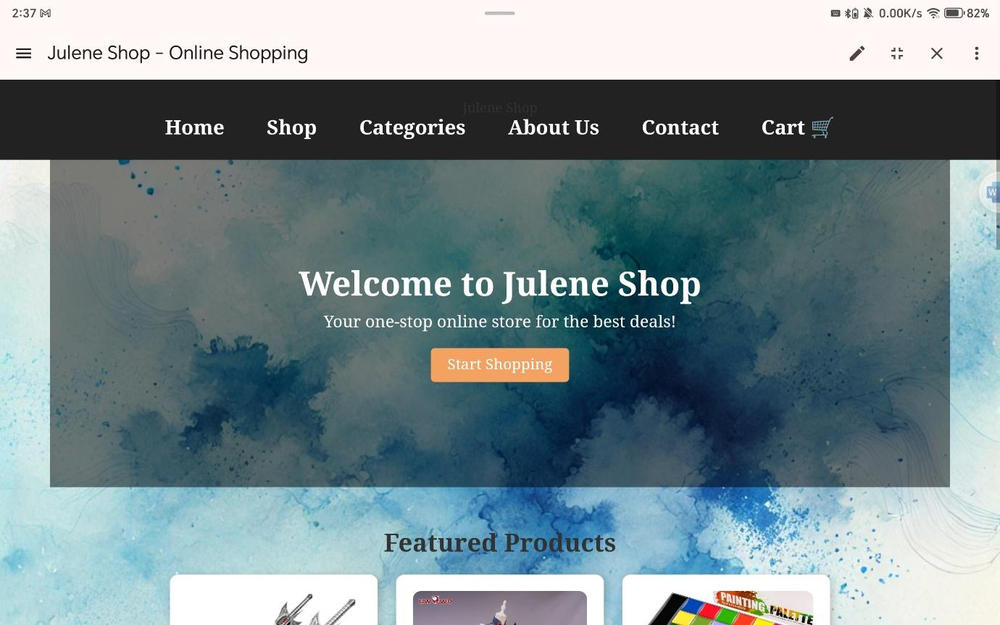 2:37
0.00K/s 82%
Julene Shop - Online Shopping
Julene Shop
Home Shop Categories About Us Contact Cart
W
Welcome to Julene Shop
Your one-stop online store for the best deals!
Start Shopping
Featured Products
UWOWO
PAINTING PALETTE